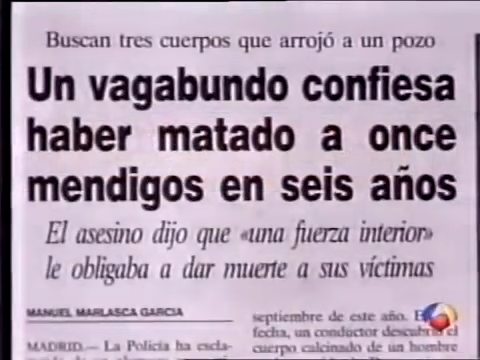 Buscan tres cuerpos que arrojó a un pozo
Un vagabundo confiesa
haber matado a once
mendigos en seis años
El asesino dijo que «una fuerza interior»
le obligaba a dar muerte a sus víctimas
MANUEL MARLASCA GARCIA
MADRID.— La Policía ha escla-
septiembre de este año. E
fecha, un conductor descub
cuerpo calcinado de un hombre